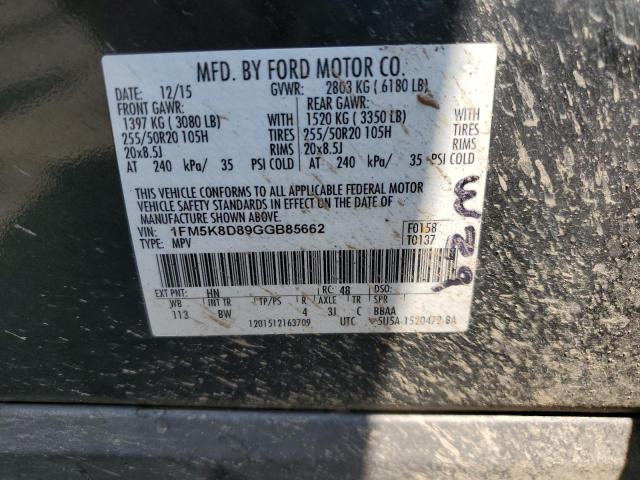 MFD. BY FORD MOTOR CO.
DATE: 12/15 GVWR: 2803 KG ( 6180 LB)
FRONT GAWR: REAR GAWR:
1397 KG ( 3080 LB) WITH 1520 KG ( 3350 LB) WITH
255/50R20 105H TIRES 255/50R20 105H TIRES
20x8.5J RIMS 20x8.5J RIMS
AT 240 kPa/ 35 PSI COLD AT 240 kPa/ 35 PSI COLD
THIS VEHICLE CONFORMS TO ALL APPLICABLE FEDERAL MOTOR
VEHICLE SAFETY STANDARDS IN EFFECT ON THE DATE OF
MANUFACTURE SHOWN ABOVE.
VIN: 1FM5K8D89GGB85662 F0158
TYPE: MPV T0137
EXT PNT: HN RC: 48 DSO:
WB INT TR TP/PS R AXLE TR SPR
113 BW 4 3J C BBAA
1201512163709 UTC 5U5A-1520472-BA